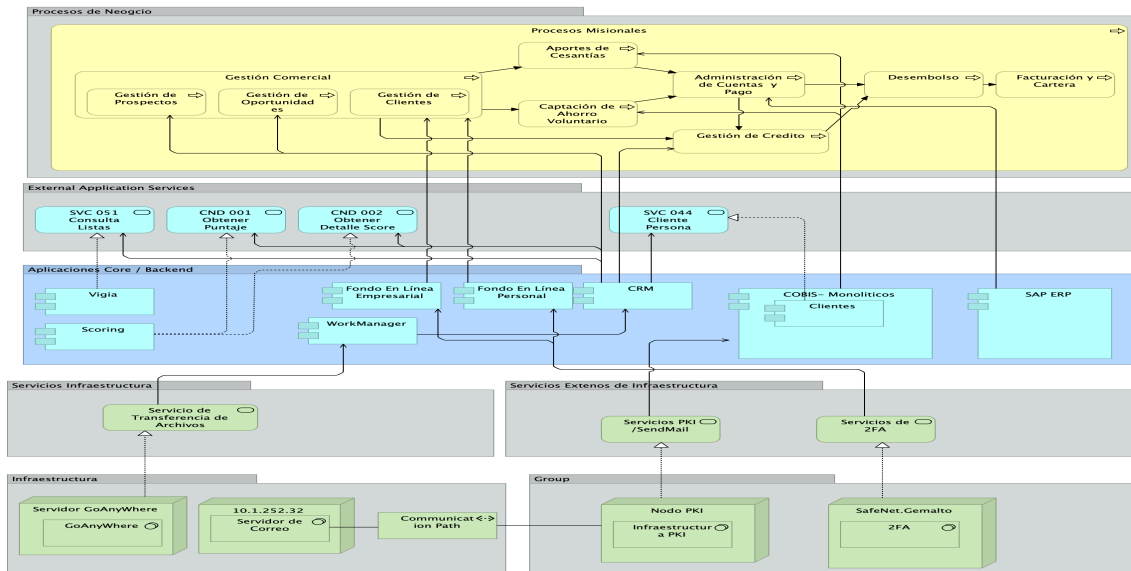 Procesos de Neogcio
Procesos Misionales
Aportes de
Cesantías
Gestión Comercial
Gestión de
Prospectos
Gestión de
Oportunidad
es
Gestión de
Clientes
Captación de
Ahorro
Voluntario
Administración
de Cuentas y
Pago
Gestión de Credito
Desembolso
Facturación y
Cartera
External Application Services
SVC 051
Consulta
Listas
CND 001
Obtener
Puntaje
CND 002
Obtener
Detalle Score
SVC 044
Cliente
Persona
Aplicaciones Core / Backend
Vigia
Scoring
Fondo En Línea
Empresarial
Fondo En Línea
Personal
CRM
WorkManager
COBIS- Monoliticos
Clientes
SAP ERP
Servicios Infraestructura
Servicio de
Transferencia de
Archivos
Servicios Extenos de Infraestructura
Servicios PKI
/SendMail
Servicios de
2FA
Infraestructura
Servidor GoAnyWhere
GoAnyWhere
10.1.252.32
Servidor de
Correo
Communicat
ion Path
Group
Nodo PKI
Infraestructur
a PKI
SafeNet.Gemalto
2FA